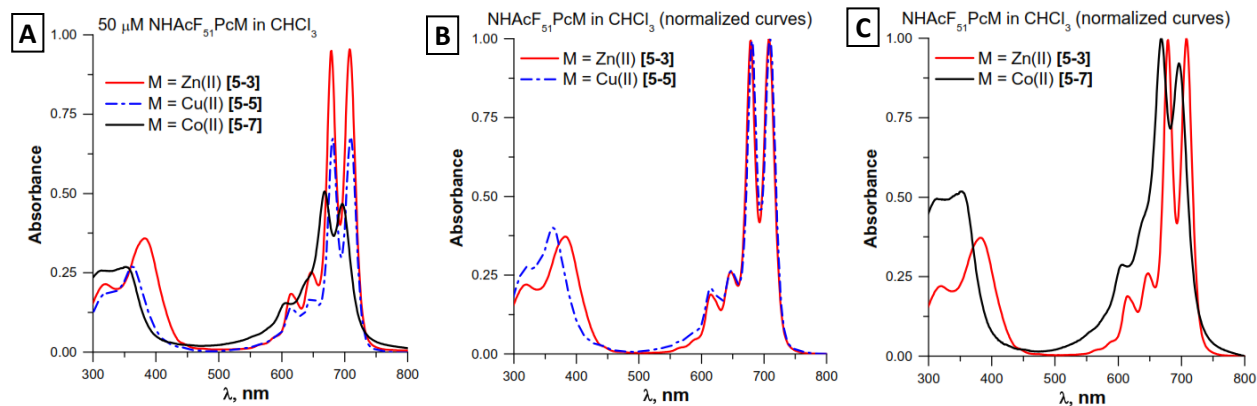 A
50 μM NHAcF51PcM in CHCl3
M = Zn(II) [5-3]
M = Cu(II) [5-5]
M = Co(II) [5-7]
Absorbance
1.00
0.75
0.50
0.25
0.00
300 400 500 600 700 800
λ, nm
B
NHAcF51PcM in CHCl3 (normalized curves)
M = Zn(II) [5-3]
M = Cu(II) [5-5]
Absorbance
1.00
0.75
0.50
0.25
0.00
300 400 500 600 700 800
λ, nm
C
NHAcF51PcM in CHCl3 (normalized curves)
M = Zn(II) [5-3]
M = Co(II) [5-7]
Absorbance
1.00
0.75
0.50
0.25
0.00
300 400 500 600 700 800
λ, nm